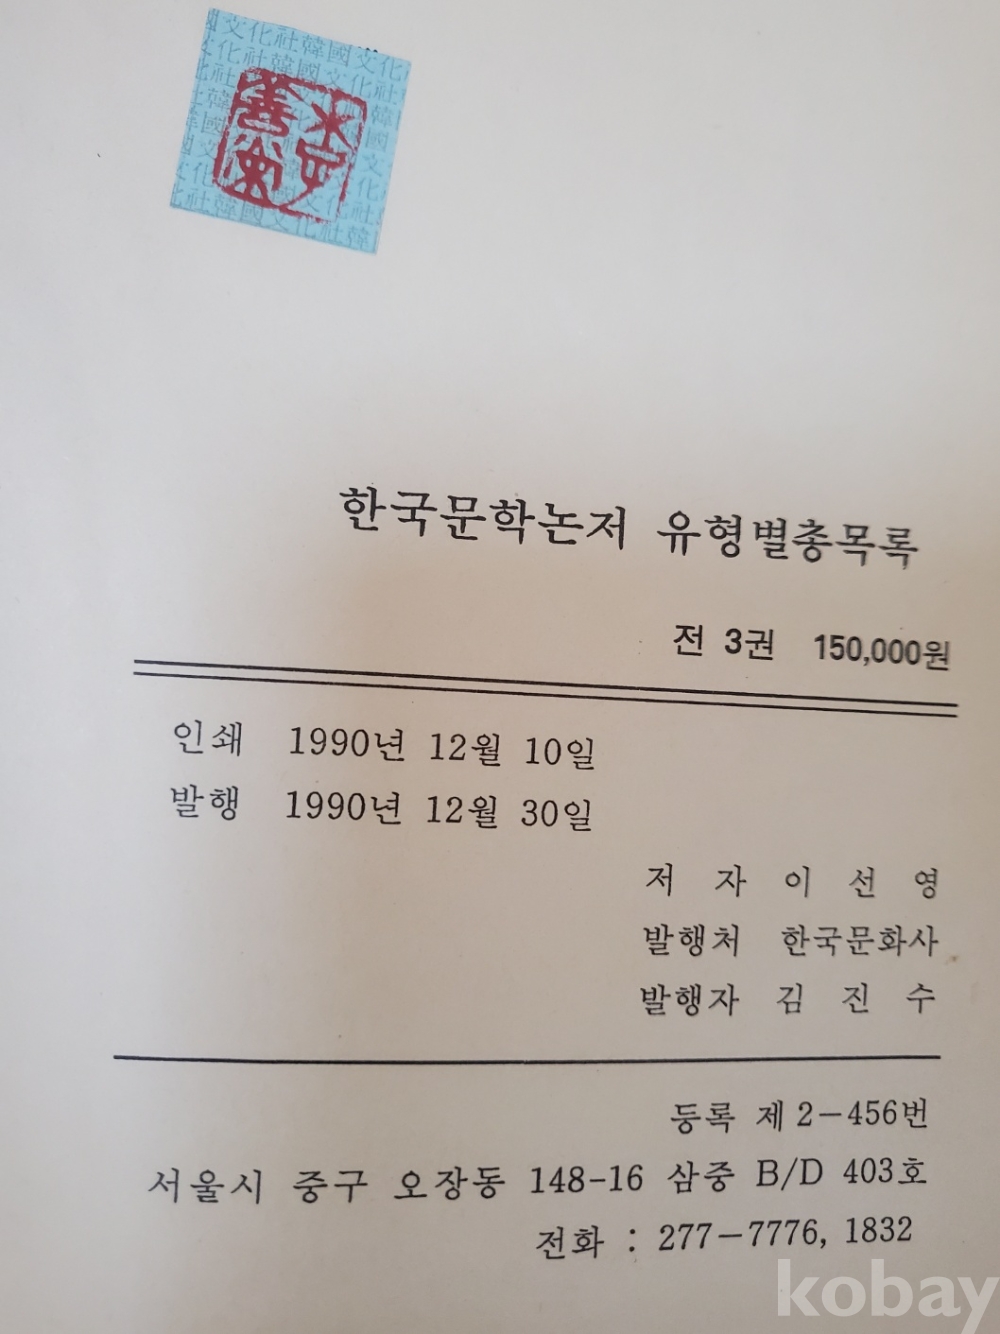 한국문학논저 유형별총목록
전 3권 150,000원
인쇄 1990년 12월 10일
발행 1990년 12월 30일
저 자 이 선 영
발행처 한국문화사
발행자 김 진 수
등록 제 2-456번
서울시 중구 오장동 148-16 삼중 B/D 403호
전화 : 277-7776, 1832
kobay